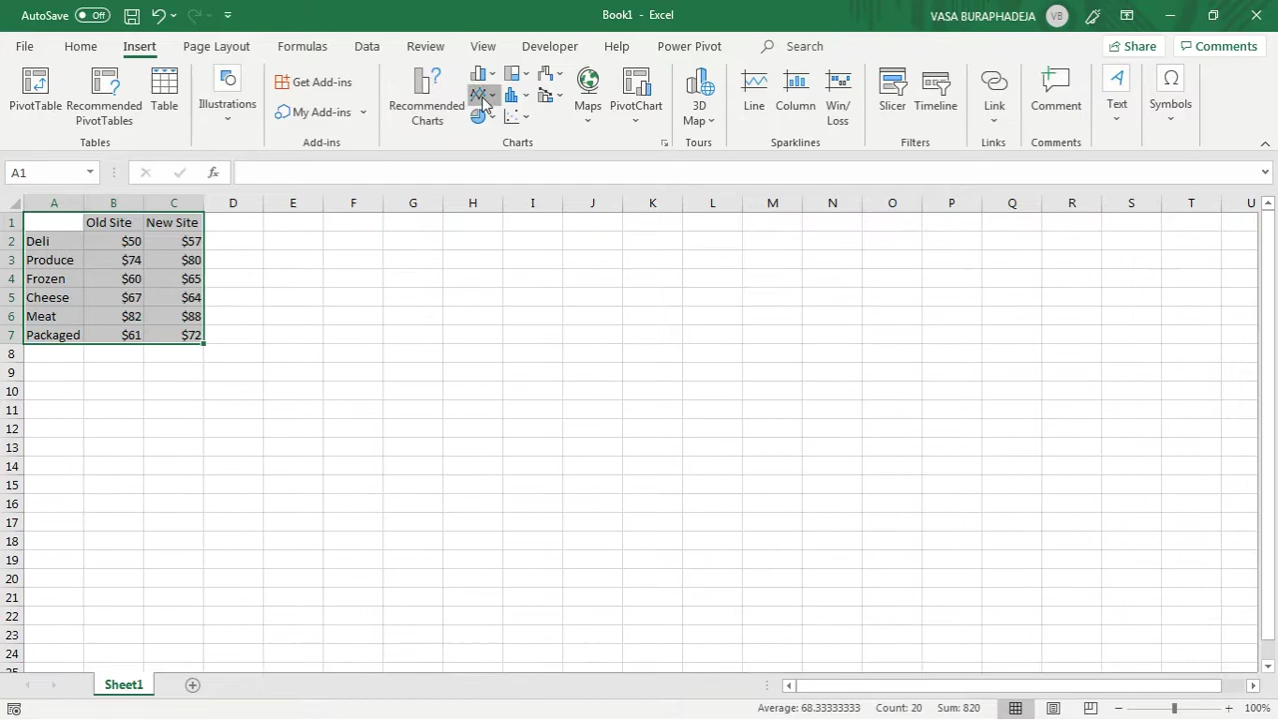 AutoSave Off
Book1 - Excel
VASA BURAPHADEJA VB
File Home Insert Page Layout Formulas Data Review View Developer Help Power Pivot Search Share Comments
PivotTable
Recommended PivotTables
Table
Tables
Illustrations
Get Add-ins
My Add-ins
Add-ins
Recommended Charts
Maps
PivotChart
Charts
3D Map
Tours
Line
Column
Win/Loss
Sparklines
Slicer
Timeline
Filters
Link
Links
Comment
Comments
Text
Symbols
A1
A B C D E F G H I J K L M N O P Q R S T U
1 Old Site New Site
2 Deli $50 $57
3 Produce $74 $80
4 Frozen $60 $65
5 Cheese $67 $64
6 Meat $82 $88
7 Packaged $61 $72
8
9
10
11
12
13
14
15
16
17
18
19
20
21
22
23
24
25
Sheet1
Average: 68.33333333 Count: 20 Sum: 820 100%